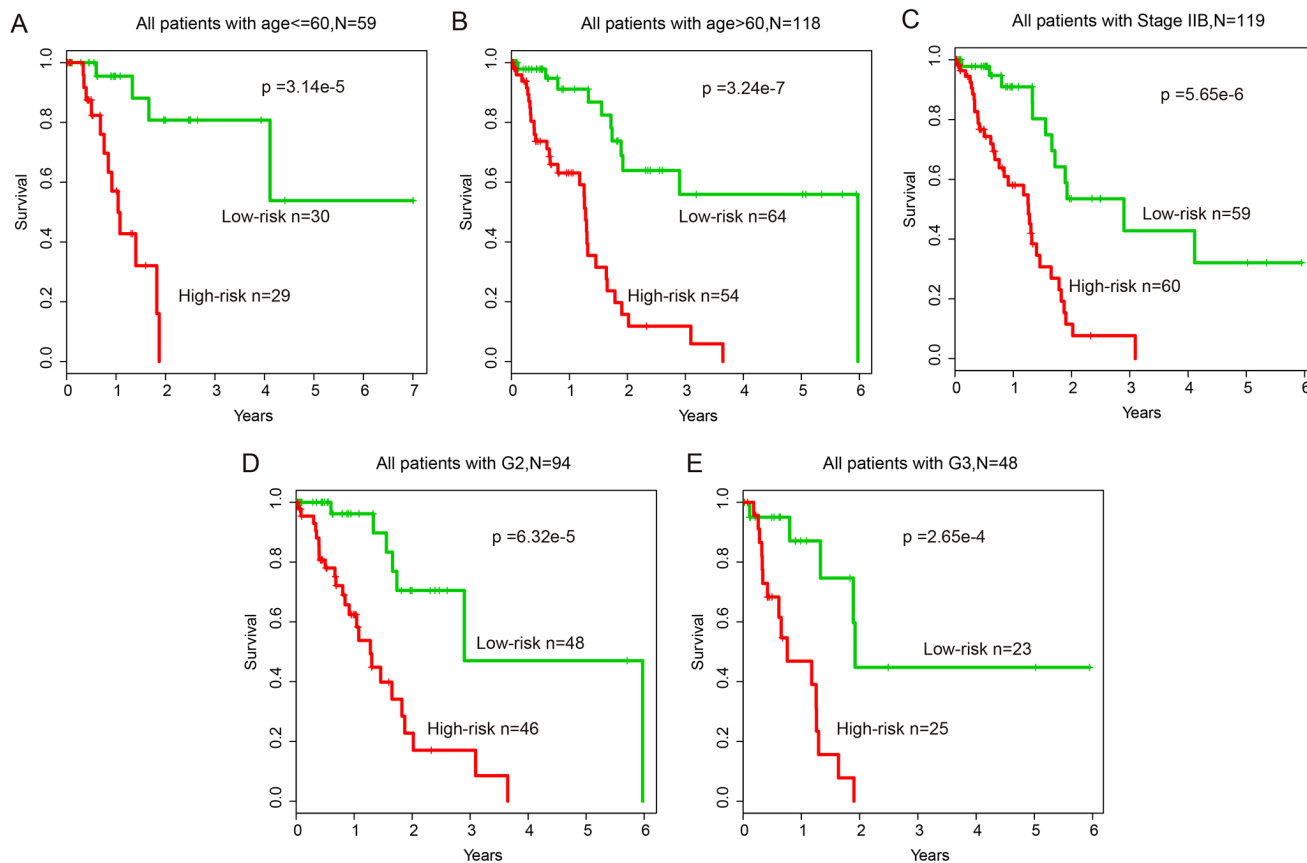 A
All patients with age<=60,N=59
p =3.14e-5
Low-risk n=30
High-risk n=29
Survival
0.0 0.2 0.4 0.6 0.8 1.0
0 1 2 3 4 5 6 7
Years
B
All patients with age>60,N=118
p =3.24e-7
Low-risk n=64
High-risk n=54
Survival
0.0 0.2 0.4 0.6 0.8 1.0
0 1 2 3 4 5 6
Years
C
All patients with Stage IIB,N=119
p =5.65e-6
Low-risk n=59
High-risk n=60
Survival
0.0 0.2 0.4 0.6 0.8 1.0
0 1 2 3 4 5 6
Years
D
All patients with G2,N=94
p =6.32e-5
Low-risk n=48
High-risk n=46
Survival
0.0 0.2 0.4 0.6 0.8 1.0
0 1 2 3 4 5 6
Years
E
All patients with G3,N=48
p =2.65e-4
Low-risk n=23
High-risk n=25
Survival
0.0 0.2 0.4 0.6 0.8 1.0
0 1 2 3 4 5 6
Years